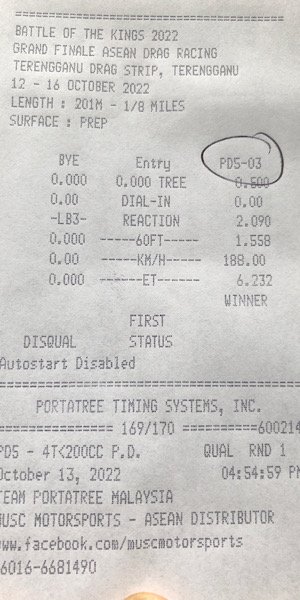 ==============================
BATTLE OF THE KINGS 2022
GRAND FINALE ASEAN DRAG RACING
TERENGGANU DRAG STRIP, TERENGGANU
12 - 16 OCTOBER 2022
LENGTH : 201M - 1/8 MILES
SURFACE : PREP
BYE Entry PD5-03
0.000 0.000 TREE 0.500
0.00 DIAL-IN 0.00
-LB3- REACTION 2.090
0.000 ------60FT----- 1.558
0.00 -----KM/H----- 188.00
0.000 ------ET------- 6.232
WINNER
FIRST
DISQUAL STATUS
Autostart Disabled
==============================
PORTATREE TIMING SYSTEMS, INC.
============== 169/170 ==========600214
PD5 - 4T<200CC P.D. QUAL RND 1
October 13, 2022 04:54:59 PM
TEAM PORTATREE MALAYSIA
MUSC MOTORSPORTS - ASEAN DISTRIBUTOR
www.facebook.com/muscmotorsports
6016-6681490